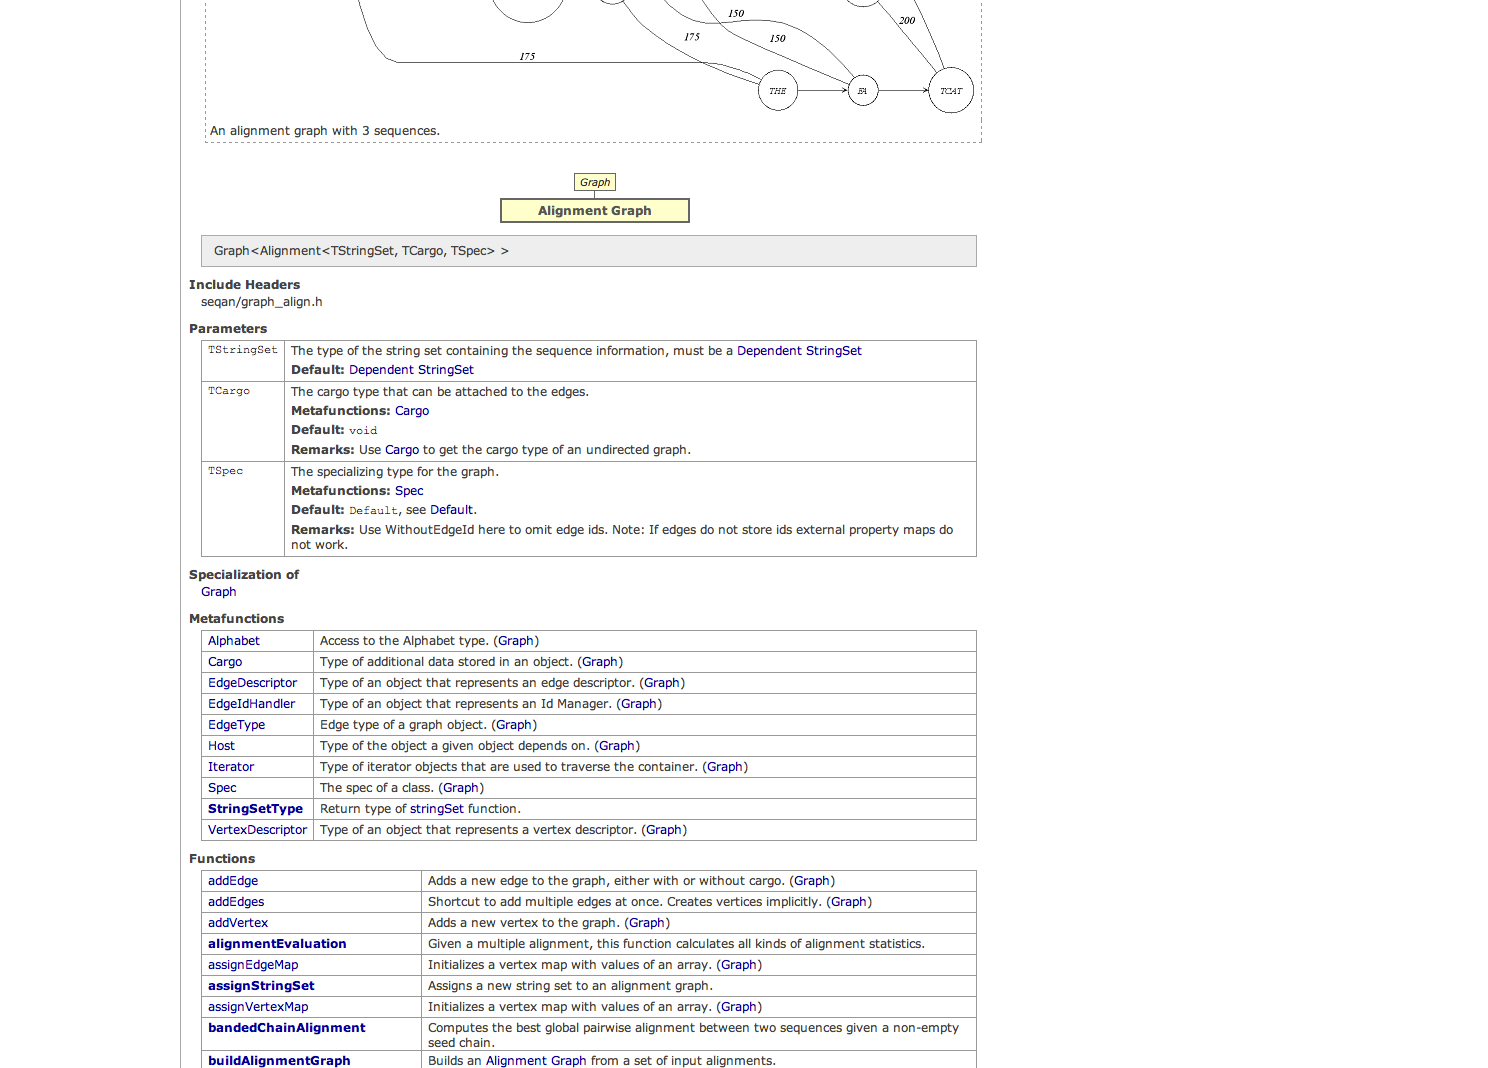 150
200
175
150
175
THE
FA
TCAT
An alignment graph with 3 sequences.
Graph
Alignment Graph
Graph<Alignment<TStringSet, TCargo, TSpec> >
Include Headers
seqan/graph_align.h
Parameters
TStringSet The type of the string set containing the sequence information, must be a Dependent StringSet
Default: Dependent StringSet
TCargo The cargo type that can be attached to the edges.
Metafunctions: Cargo
Default: void
Remarks: Use Cargo to get the cargo type of an undirected graph.
TSpec The specializing type for the graph.
Metafunctions: Spec
Default: Default, see Default.
Remarks: Use WithoutEdgeId here to omit edge ids. Note: If edges do not store ids external property maps do
not work.
Specialization of
Graph
Metafunctions
Alphabet Access to the Alphabet type. (Graph)
Cargo Type of additional data stored in an object. (Graph)
EdgeDescriptor Type of an object that represents an edge descriptor. (Graph)
EdgeIdHandler Type of an object that represents an Id Manager. (Graph)
EdgeType Edge type of a graph object. (Graph)
Host Type of the object a given object depends on. (Graph)
Iterator Type of iterator objects that are used to traverse the container. (Graph)
Spec The spec of a class. (Graph)
StringSetType Return type of stringSet function.
VertexDescriptor Type of an object that represents a vertex descriptor. (Graph)
Functions
addEdge Adds a new edge to the graph, either with or without cargo. (Graph)
addEdges Shortcut to add multiple edges at once. Creates vertices implicitly. (Graph)
addVertex Adds a new vertex to the graph. (Graph)
alignmentEvaluation Given a multiple alignment, this function calculates all kinds of alignment statistics.
assignEdgeMap Initializes a vertex map with values of an array. (Graph)
assignStringSet Assigns a new string set to an alignment graph.
assignVertexMap Initializes a vertex map with values of an array. (Graph)
bandedChainAlignment Computes the best global pairwise alignment between two sequences given a non-empty
seed chain.
buildAlignmentGraph Builds an Alignment Graph from a set of input alignments.